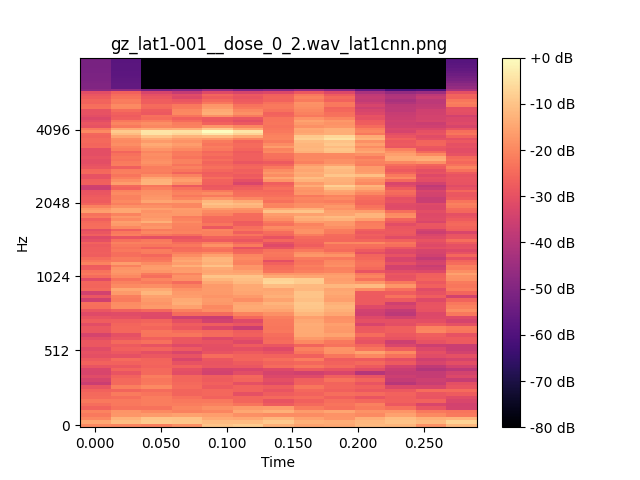 gz_lat1-001__dose_0_2.wav_lat1cnn.png
Hz
4096
2048
1024
512
0
0.000 0.050 0.100 0.150 0.200 0.250
Time
+0 dB
-10 dB
-20 dB
-30 dB
-40 dB
-50 dB
-60 dB
-70 dB
-80 dB